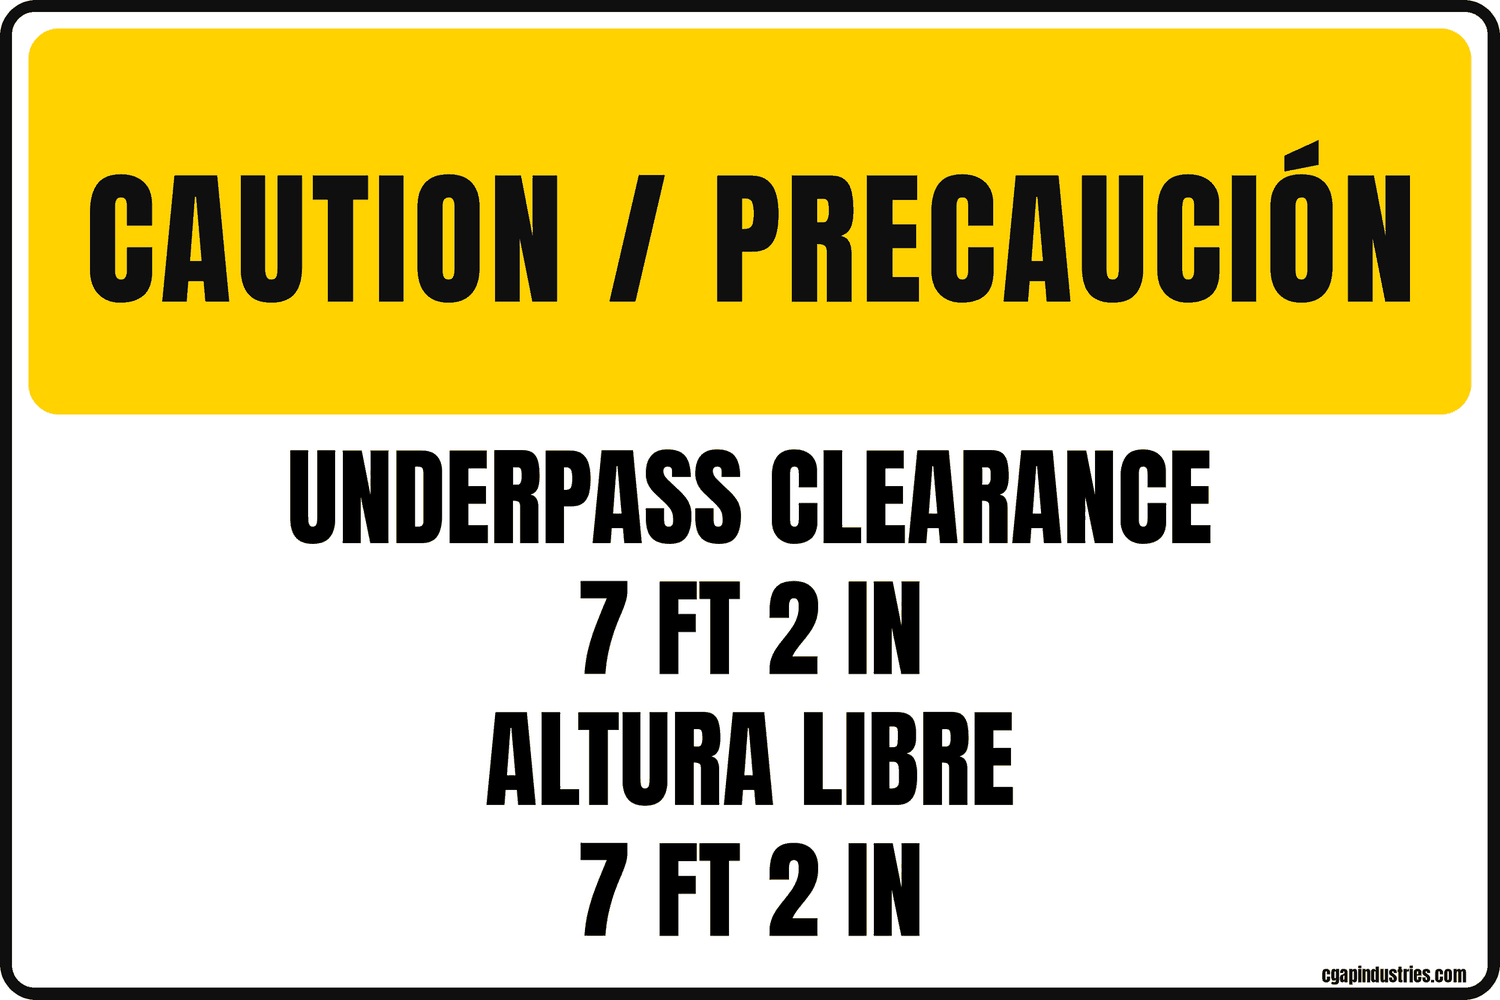 CAUTION / PRECAUCIÓN
UNDERPASS CLEARANCE
7 FT 2 IN
ALTURA LIBRE
7 FT 2 IN
cgapindustries.com